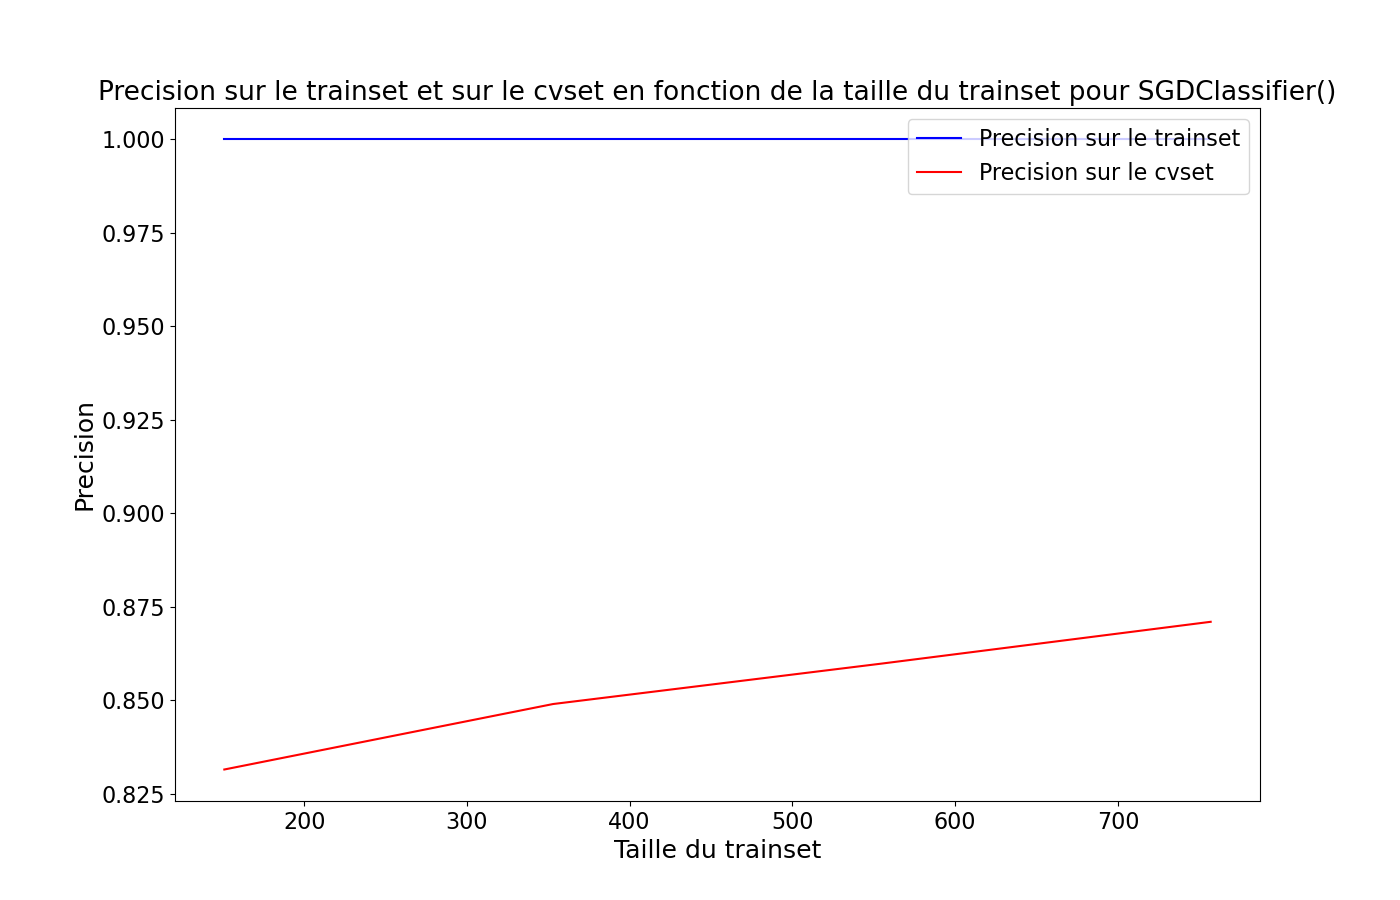 Precision sur le trainset et sur le cvset en fonction de la taille du trainset pour SGDClassifier()
Precision sur le trainset
Precision sur le cvset
1.000
0.975
0.950
0.925
0.900
0.875
0.850
0.825
Precision
200
300
400
500
600
700
Taille du trainset